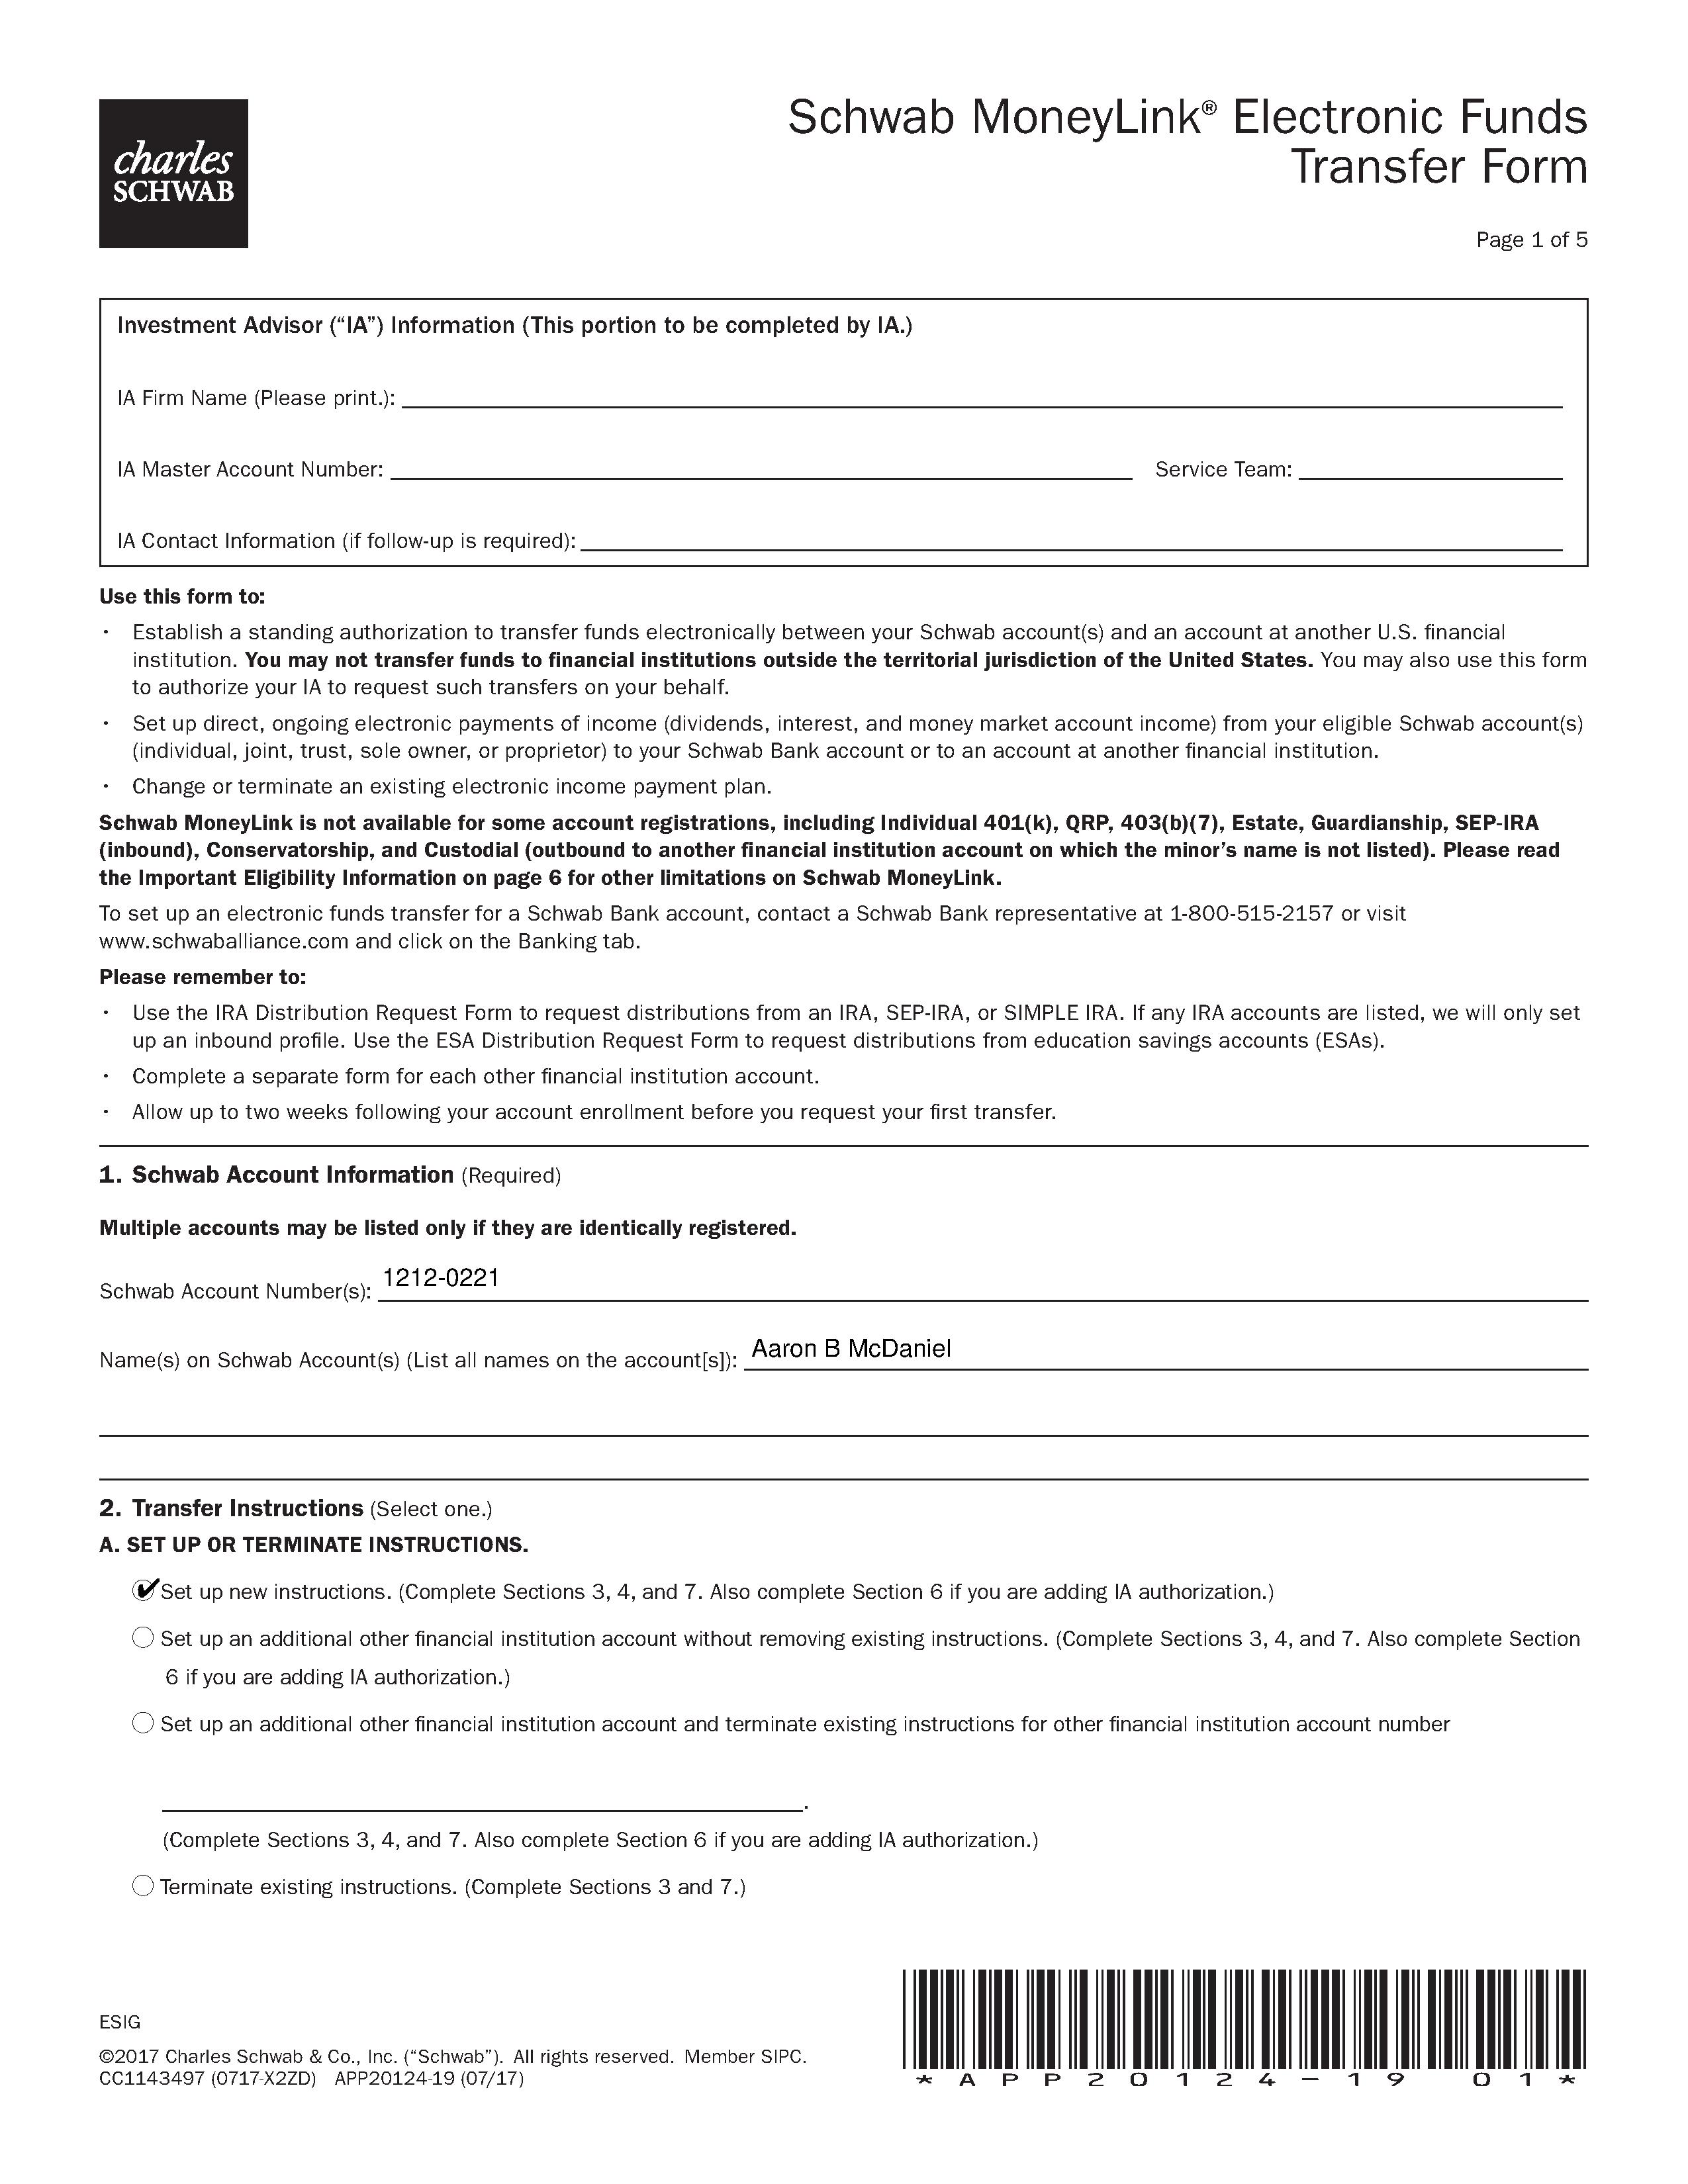 charles
SCHWAB
Schwab MoneyLink® Electronic Funds
Transfer Form
Page 1 of 5
Investment Advisor (“IA”) Information (This portion to be completed by IA.)
IA Firm Name (Please print.):
IA Master Account Number: Service Team:
IA Contact Information (if follow-up is required):
Use this form to:
• Establish a standing authorization to transfer funds electronically between your Schwab account(s) and an account at another U.S. financial
institution. You may not transfer funds to financial institutions outside the territorial jurisdiction of the United States. You may also use this form
to authorize your IA to request such transfers on your behalf.
• Set up direct, ongoing electronic payments of income (dividends, interest, and money market account income) from your eligible Schwab account(s)
(individual, joint, trust, sole owner, or proprietor) to your Schwab Bank account or to an account at another financial institution.
• Change or terminate an existing electronic income payment plan.
Schwab MoneyLink is not available for some account registrations, including Individual 401(k), QRP, 403(b)(7), Estate, Guardianship, SEP-IRA
(inbound), Conservatorship, and Custodial (outbound to another financial institution account on which the minor’s name is not listed). Please read
the Important Eligibility Information on page 6 for other limitations on Schwab MoneyLink.
To set up an electronic funds transfer for a Schwab Bank account, contact a Schwab Bank representative at 1-800-515-2157 or visit
www.schwaballiance.com and click on the Banking tab.
Please remember to:
• Use the IRA Distribution Request Form to request distributions from an IRA, SEP-IRA, or SIMPLE IRA. If any IRA accounts are listed, we will only set
up an inbound profile. Use the ESA Distribution Request Form to request distributions from education savings accounts (ESAs).
• Complete a separate form for each other financial institution account.
• Allow up to two weeks following your account enrollment before you request your first transfer.
1. Schwab Account Information (Required)
Multiple accounts may be listed only if they are identically registered.
Schwab Account Number(s): 1212-0221
Name(s) on Schwab Account(s) (List all names on the account[s]): Aaron B McDaniel
2. Transfer Instructions (Select one.)
A. SET UP OR TERMINATE INSTRUCTIONS.
✔ Set up new instructions. (Complete Sections 3, 4, and 7. Also complete Section 6 if you are adding IA authorization.)
Set up an additional other financial institution account without removing existing instructions. (Complete Sections 3, 4, and 7. Also complete Section
6 if you are adding IA authorization.)
Set up an additional other financial institution account and terminate existing instructions for other financial institution account number
.
(Complete Sections 3, 4, and 7. Also complete Section 6 if you are adding IA authorization.)
Terminate existing instructions. (Complete Sections 3 and 7.)
ESIG
©2017 Charles Schwab & Co., Inc. (“Schwab”). All rights reserved. Member SIPC.
CC1143497 (0717-X2ZD) APP20124-19 (07/17)
*APP20124-19 01*